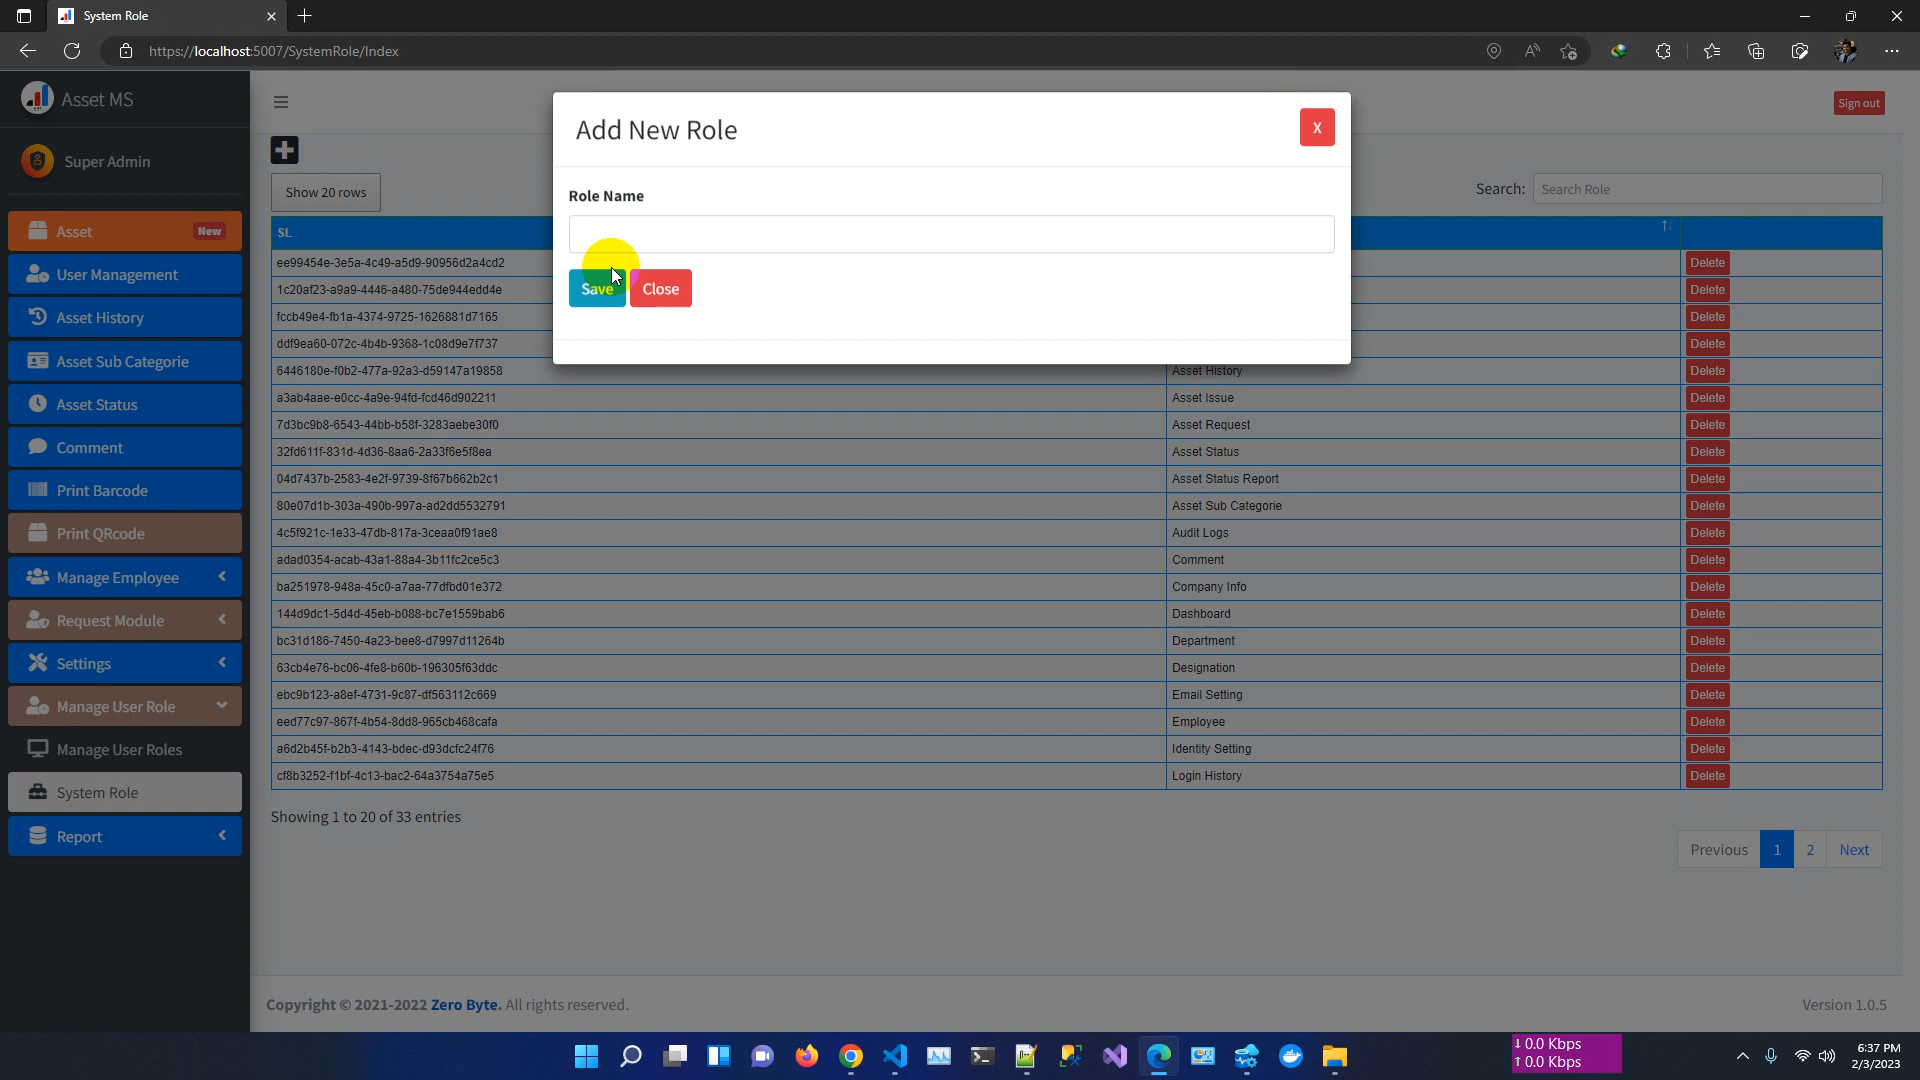 System Role
https://localhost:5007/SystemRole/Index
Asset MS
Sign out
Super Admin
Add New Role
X
Role Name
Save
Close
Show 20 rows
Search:
Search Role
SL
ee99454e-3e5a-4c49-a5d9-90956d2a4cd2
Delete
1c20af23-a9a9-4446-a480-75de944edd4e
Delete
fccb49e4-fb1a-4374-9725-1626881d7165
Delete
ddf9ea60-072c-4b4b-9368-1c08d9e7f737
Delete
6446180e-f0b2-477a-92a3-d59147a19858
Asset History
Delete
a3ab4aae-e0cc-4a9e-94fd-fcd46d902211
Asset Issue
Delete
7d3bc9b8-6543-44bb-b58f-3283aebe30f0
Asset Request
Delete
32fd611f-831d-4d36-8aa6-2a33f6e5f8ea
Asset Status
Delete
04d7437b-2583-4e2f-9739-8f67b662b2c1
Asset Status Report
Delete
80e07d1b-303a-490b-997a-ad2dd5532791
Asset Sub Categorie
Delete
4c5f921c-1e33-47db-817a-3ceaa0f91ae8
Audit Logs
Delete
adad0354-acab-43a1-88a4-3b11fc2ce5c3
Comment
Delete
ba251978-948a-45c0-a7aa-77dfbd01e372
Company Info
Delete
144d9dc1-5d4d-45eb-b088-bc7e1559bab6
Dashboard
Delete
bc31d186-7450-4a23-bee8-d7997d11264b
Department
Delete
63cb4e76-bc06-4fe8-b60b-196305f63ddc
Designation
Delete
ebc9b123-a8ef-4731-9c87-df563112c669
Email Setting
Delete
eed77c97-867f-4b54-8dd8-965cb468cafa
Employee
Delete
a6d2b45f-b2b3-4143-bdec-d93dcfc24f76
Identity Setting
Delete
cf8b3252-f1bf-4c13-bac2-64a3754a75e5
Login History
Delete
Showing 1 to 20 of 33 entries
Previous
1
2
Next
Asset
New
User Management
Asset History
Asset Sub Categorie
Asset Status
Comment
Print Barcode
Print QRcode
Manage Employee
Request Module
Settings
Manage User Role
Manage User Roles
System Role
Report
Copyright © 2021-2022 Zero Byte. All rights reserved.
Version 1.0.5
↓ 0.0 Kbps
↑ 0.0 Kbps
6:37 PM
2/3/2023